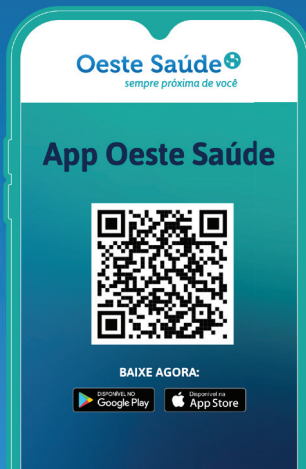 Oeste Saúde
sempre próxima de você
App Oeste Saúde
BAIXE AGORA:
DISPONÍVEL NO
Google Play
Disponível na
App Store